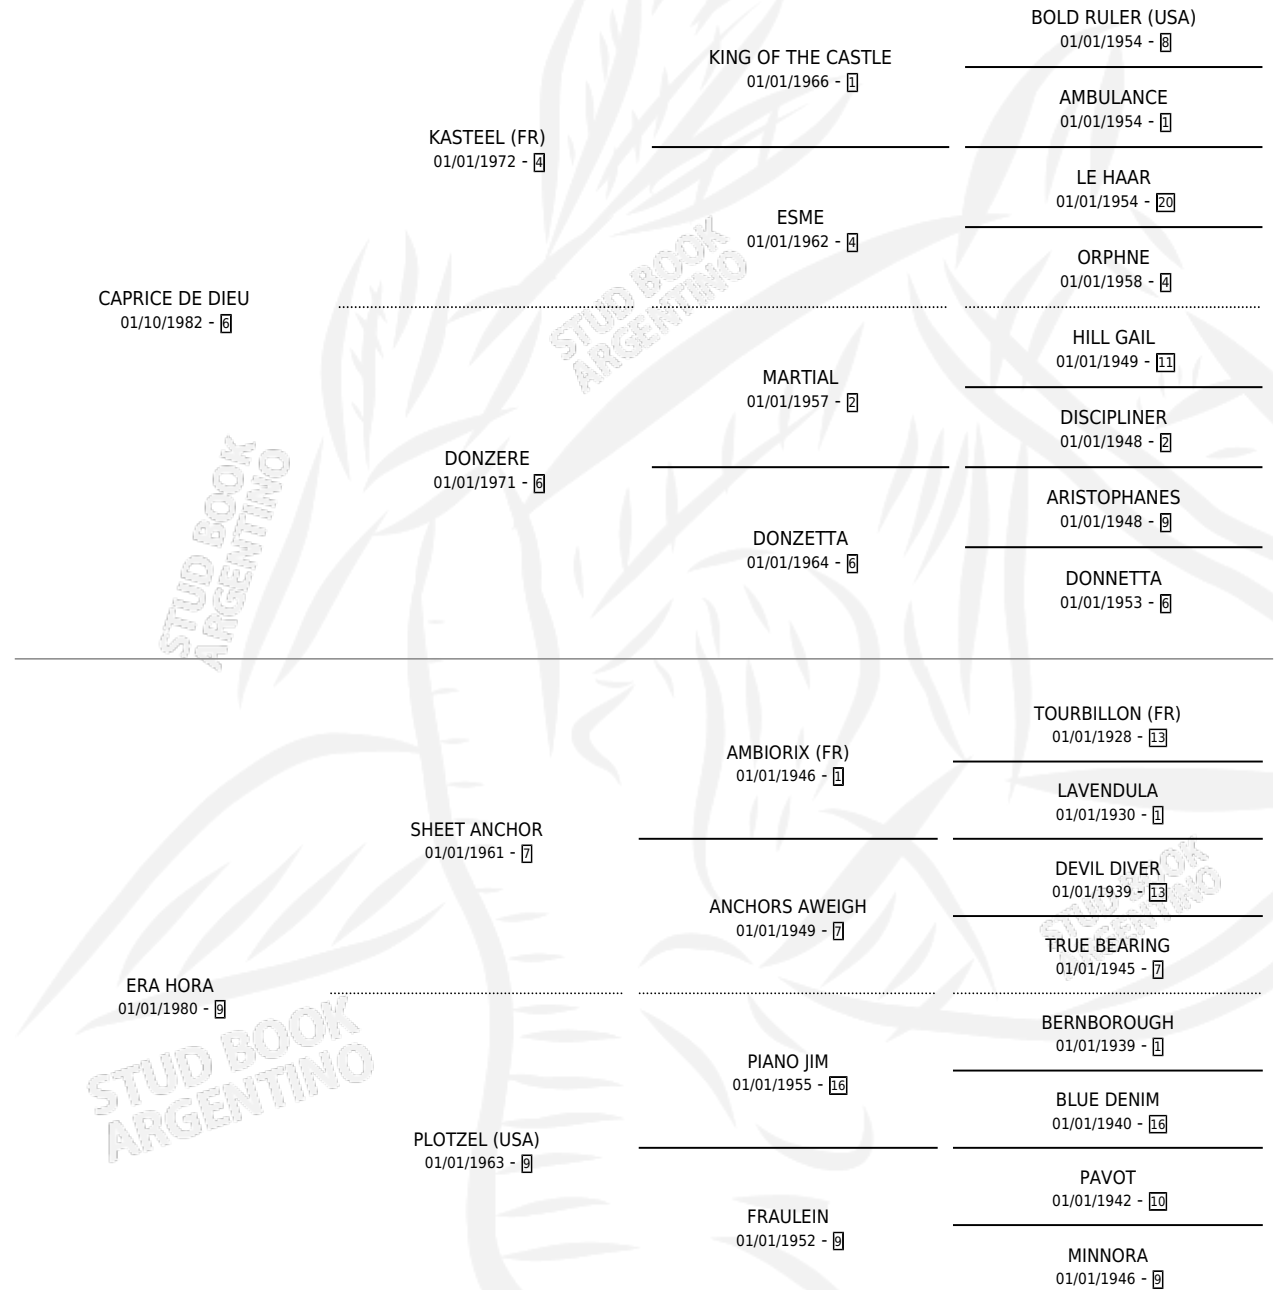 BOLD RULER (USA)
01/01/1954 - 8
KING OF THE CASTLE
01/01/1966 - 1
AMBULANCE
01/01/1954 - 1
KASTEEL (FR)
01/01/1972 - 4
LE HAAR
01/01/1954 - 20
ESME
01/01/1962 - 4
ORPHNE
01/01/1958 - 4
CAPRICE DE DIEU
01/10/1982 - 6
HILL GAIL
01/01/1949 - 11
MARTIAL
01/01/1957 - 2
DISCIPLINER
01/01/1948 - 2
DONZERE
01/01/1971 - 6
ARISTOPHANES
01/01/1948 - 9
DONZETTA
01/01/1964 - 6
DONNETTA
01/01/1953 - 6
TOURBILLON (FR)
01/01/1928 - 13
AMBIORIX (FR)
01/01/1946 - 1
LAVENDULA
01/01/1930 - 1
SHEET ANCHOR
01/01/1961 - 7
DEVIL DIVER
01/01/1939 - 13
ANCHORS AWEIGH
01/01/1949 - 7
TRUE BEARING
01/01/1945 - 7
ERA HORA
01/01/1980 - 9
BERNBOROUGH
01/01/1939 - 1
PIANO JIM
01/01/1955 - 16
BLUE DENIM
01/01/1940 - 16
PLOTZEL (USA)
01/01/1963 - 9
PAVOT
01/01/1942 - 10
FRAULEIN
01/01/1952 - 9
MINNORA
01/01/1946 - 9
STUD BOOK
ARGENTINO
STUD BOOK
ARGENTINO
STUD BOOK
ARGENTINO
STUD BOOK
ARGENTINO